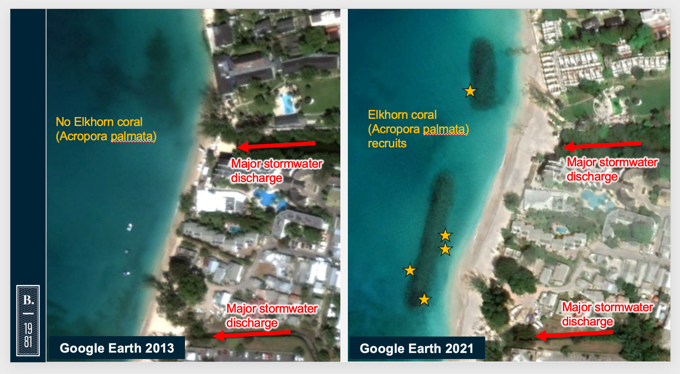 No Elkhorn coral
(Acropora palmata)
Major stormwater
discharge
Major stormwater
discharge
B.
19
81
Google Earth 2013
Elkhorn coral
(Acropora palmata)
recruits
Major stormwater
discharge
Major stormwater
discharge
Google Earth 2021